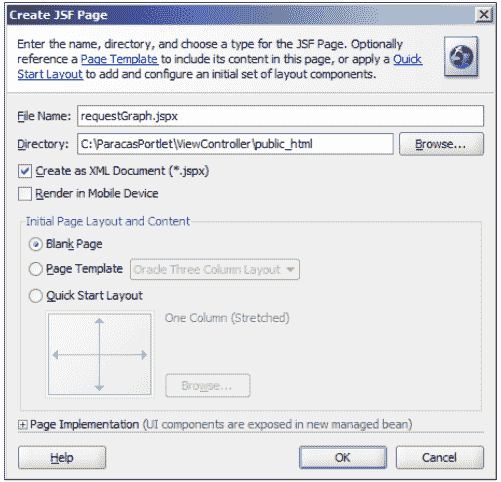 Create JSF Page
Enter the name, directory, and choose a type for the JSF Page. Optionally
reference a Page Template to include its content in this page, or apply a Quick
Start Layout to add and configure an initial set of layout components.
File Name: requestGraph.jspx
Directory: C:\ParacasPortlet\ViewController\public_html Browse...
Create as XML Document (*.jspx)
Render in Mobile Device
Initial Page Layout and Content
Blank Page
Page Template Oracle Three Column Layout
Quick Start Layout
One Column (Stretched)
Browse...
Page Implementation (UI components are exposed in new managed bean)
Help OK Cancel